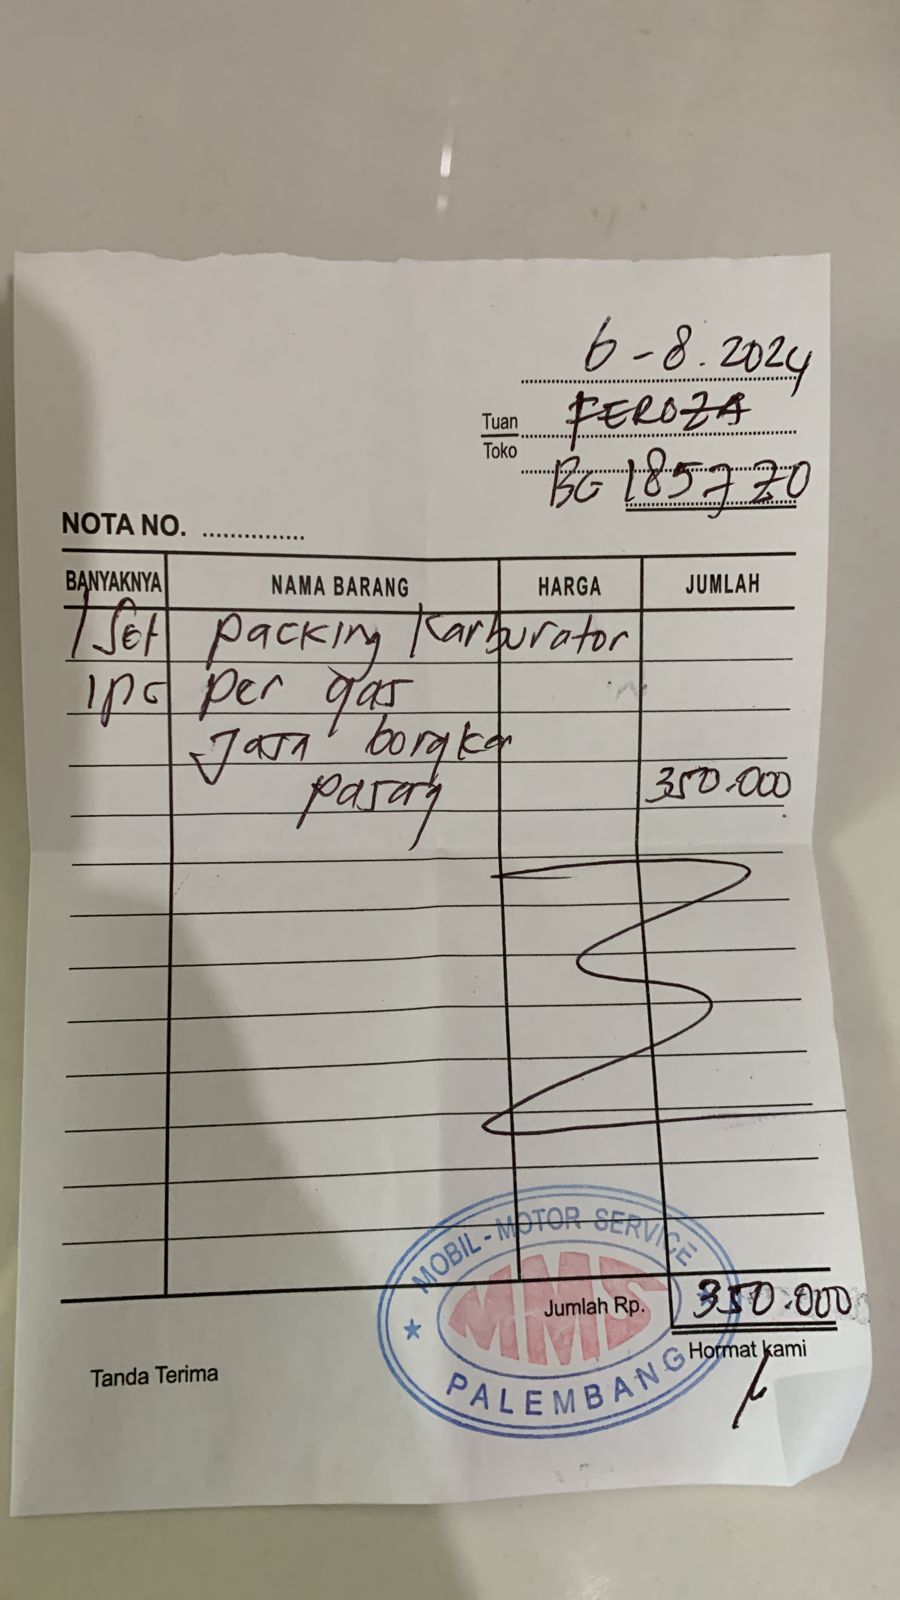 6-8.2024
Tuan
Toko
FEROZA
BG 1857 ZO
NOTA NO. ...............
BANYAKNYA NAMA BARANG HARGA JUMLAH
1 Set packing Karburator
1pc per gas
Jasa bongkar
pasang 350.000
MOBIL-MOTOR SERVICE
MMS
PALEMBANG
Jumlah Rp. 350.000
Tanda Terima
Hormat kami